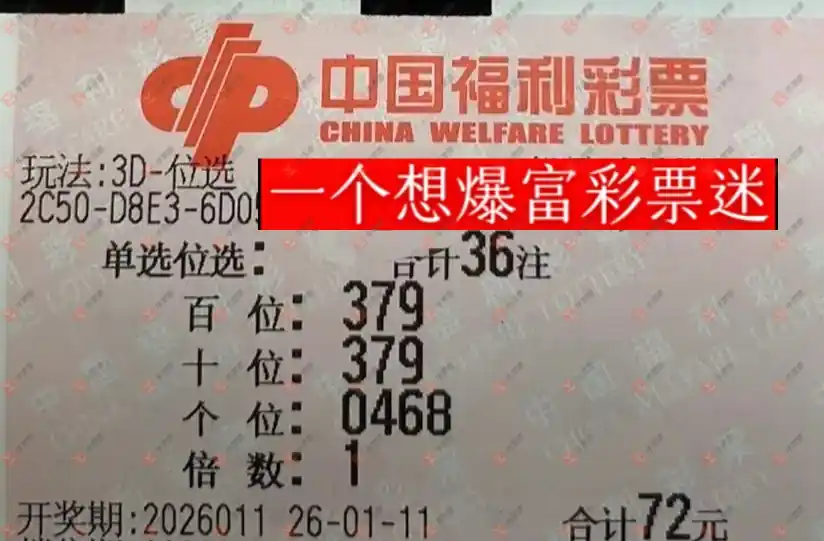 中国福利彩票
CHINA WELFARE LOTTERY
玩法:3D-位选
一个想爆富彩票迷
2C50-D8E3-6D05
单选位选: 合计36注
百 位: 379
十 位: 379
个 位: 0468
倍 数: 1
开奖期:2026011 26-01-11 合计72元